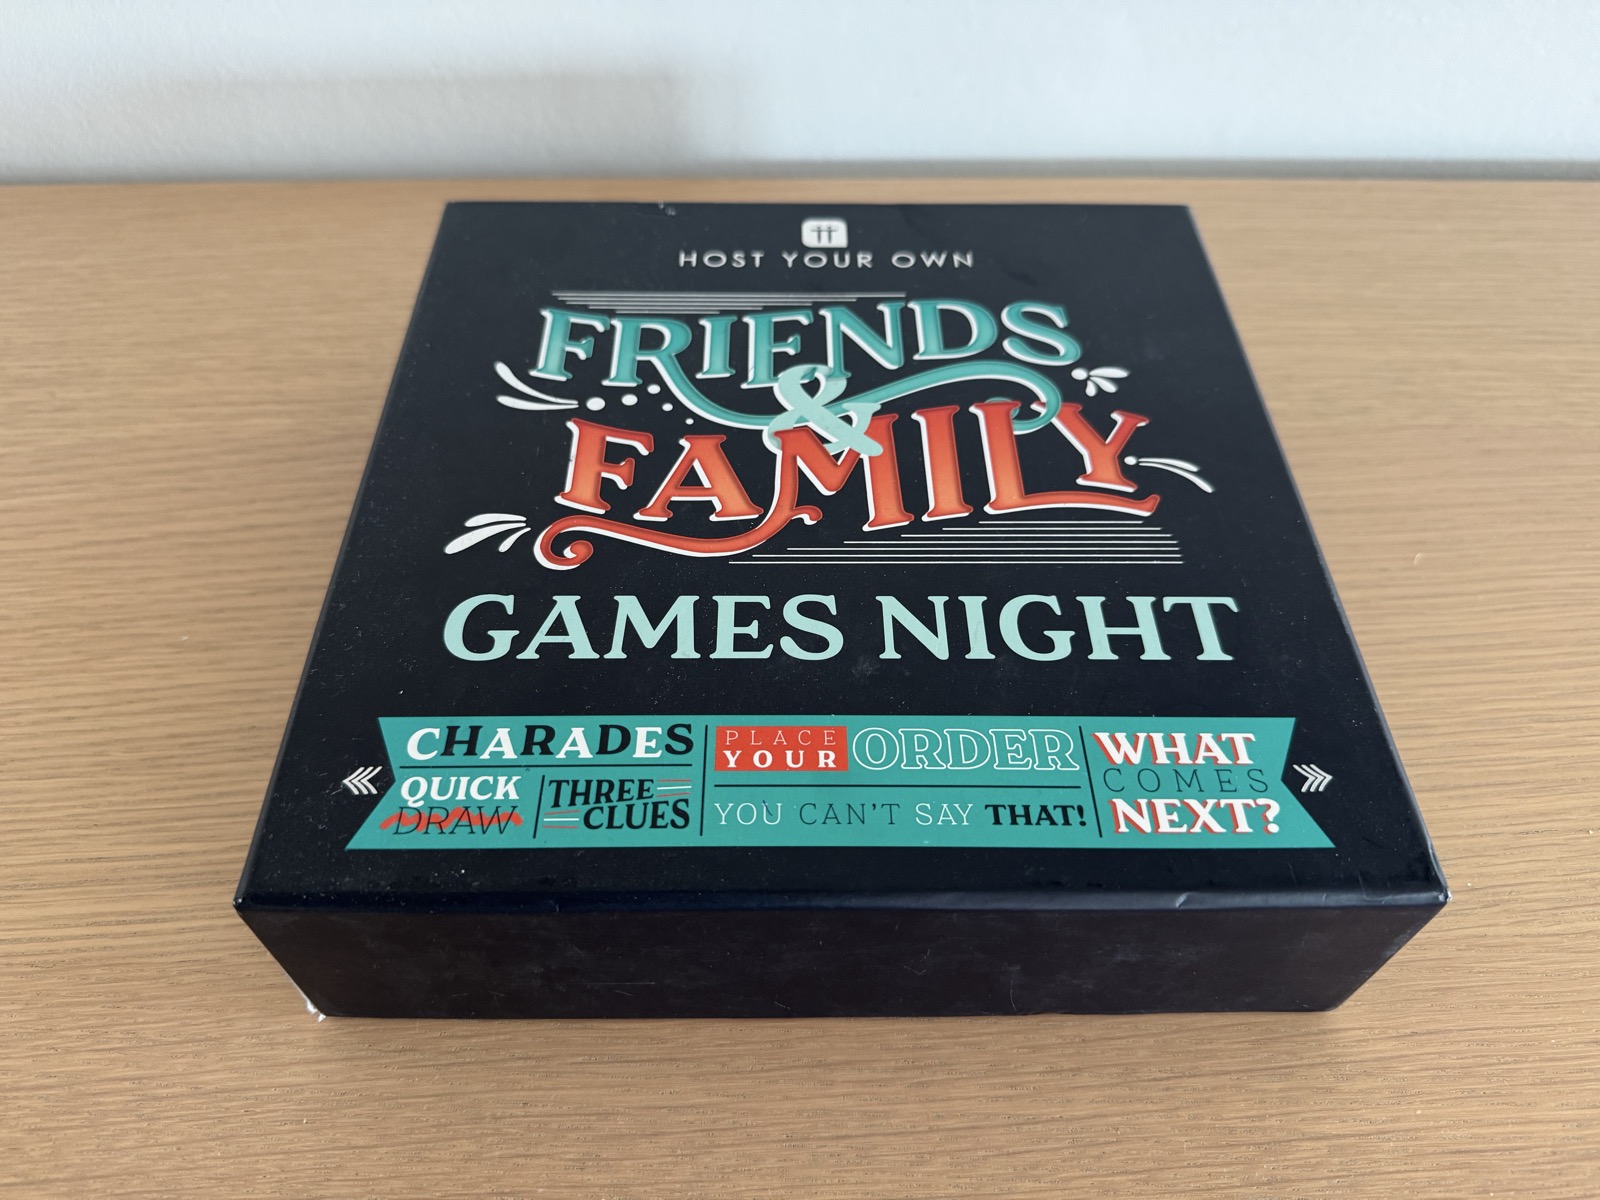 HOST YOUR OWN
FRIENDS
&
FAMILY
GAMES NIGHT
CHARADES
QUICK
DRAW
THREE
CLUES
PLACE
YOUR
ORDER
YOU CAN'T SAY THAT!
WHAT
COMES
NEXT?